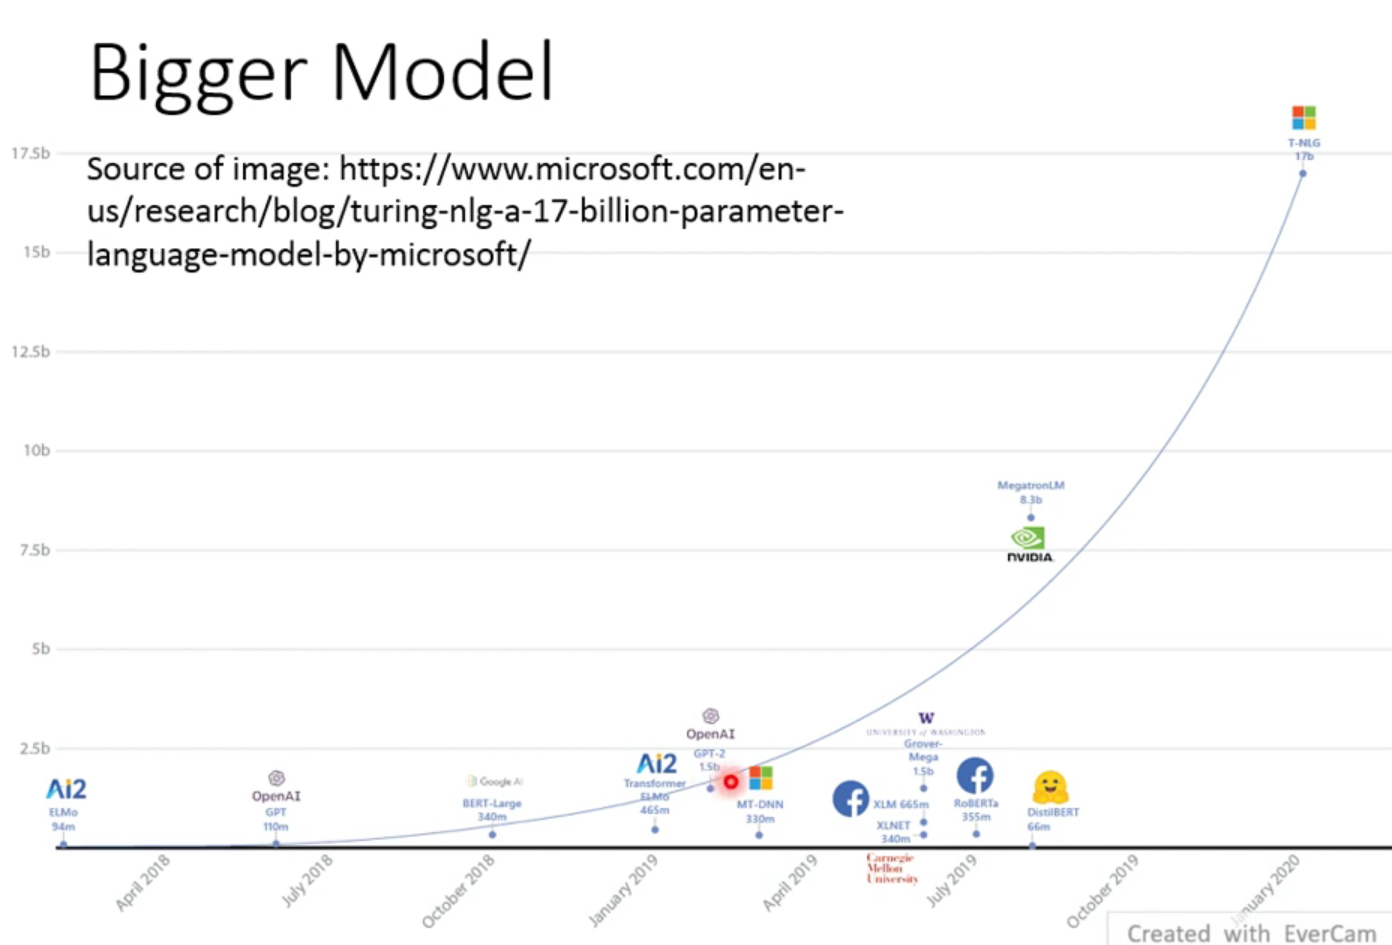 Bigger Model
Source of image: https://www.microsoft.com/en-
us/research/blog/turing-nlg-a-17-billion-parameter-
language-model-by-microsoft/
17.5b
15b
12.5b
10b
7.5b
5b
2.5b
T-NLG
17b
MegatronLM
8.3b
NVIDIA.
Ai2
ELMo
94m
OpenAI
GPT
110m
Google AI
BERT-Large
340m
Ai2
Transformer
ELMo
465m
OpenAI
GPT-2
1.5b
MT-DNN
330m
W
UNIVERSITY of WASHINGTON
Grover-
Mega
1.5b
XLM 665m
XLNET
340m
Carnegie
Mellon
University
RoBERTa
355m
DistilBERT
66m
April 2018
July 2018
October 2018
January 2019
April 2019
July 2019
October 2019
January 2020
Created with EverCam